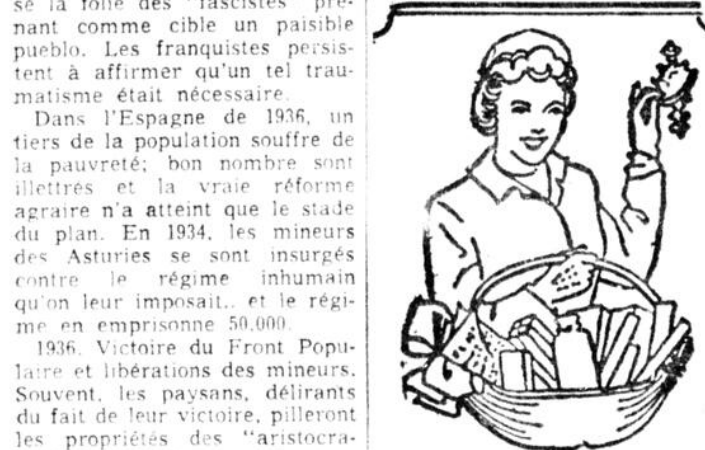 se la folie des "fascistes" pre-
nant comme cible un paisible
pueblo. Les franquistes persis-
tent à affirmer qu'un tel trau-
matisme était nécessaire.
Dans l'Espagne de 1936, un
tiers de la population souffre de
la pauvreté; bon nombre sont
illettrés et la vraie réforme
agraire n'a atteint que le stade
du plan. En 1934, les mineurs
des Asturies se sont insurgés
contre le régime inhumain
qu'on leur imposait.. et le régi-
me en emprisonne 50.000.
1936. Victoire du Front Popu-
laire et libérations des mineurs.
Souvent, les paysans, délirants
du fait de leur victoire, pilleront
les propriétés des "aristocra-